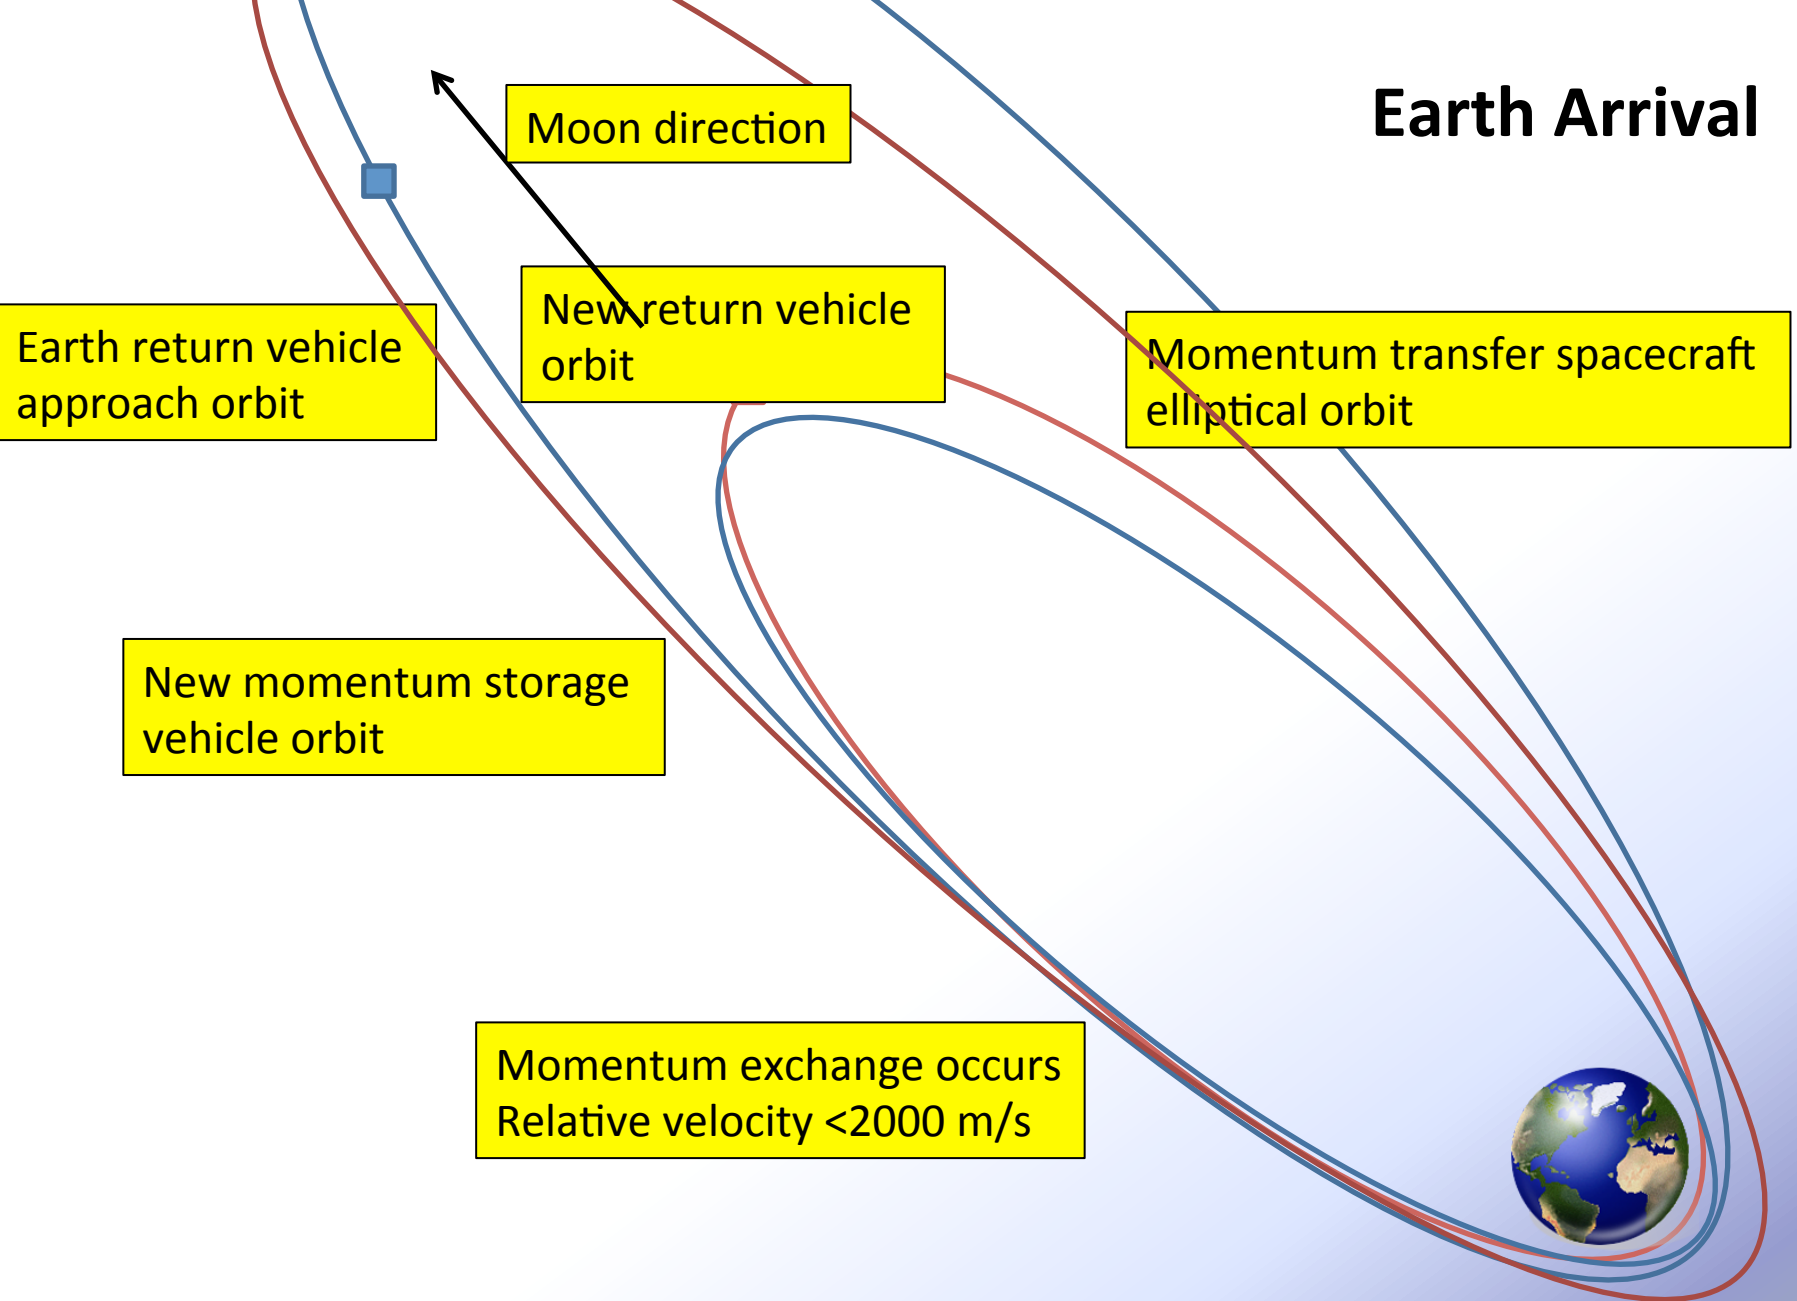 Earth Arrival
Moon direction
New return vehicle
orbit
Earth return vehicle
approach orbit
Momentum transfer spacecraft
elliptical orbit
New momentum storage
vehicle orbit
Momentum exchange occurs
Relative velocity <2000 m/s